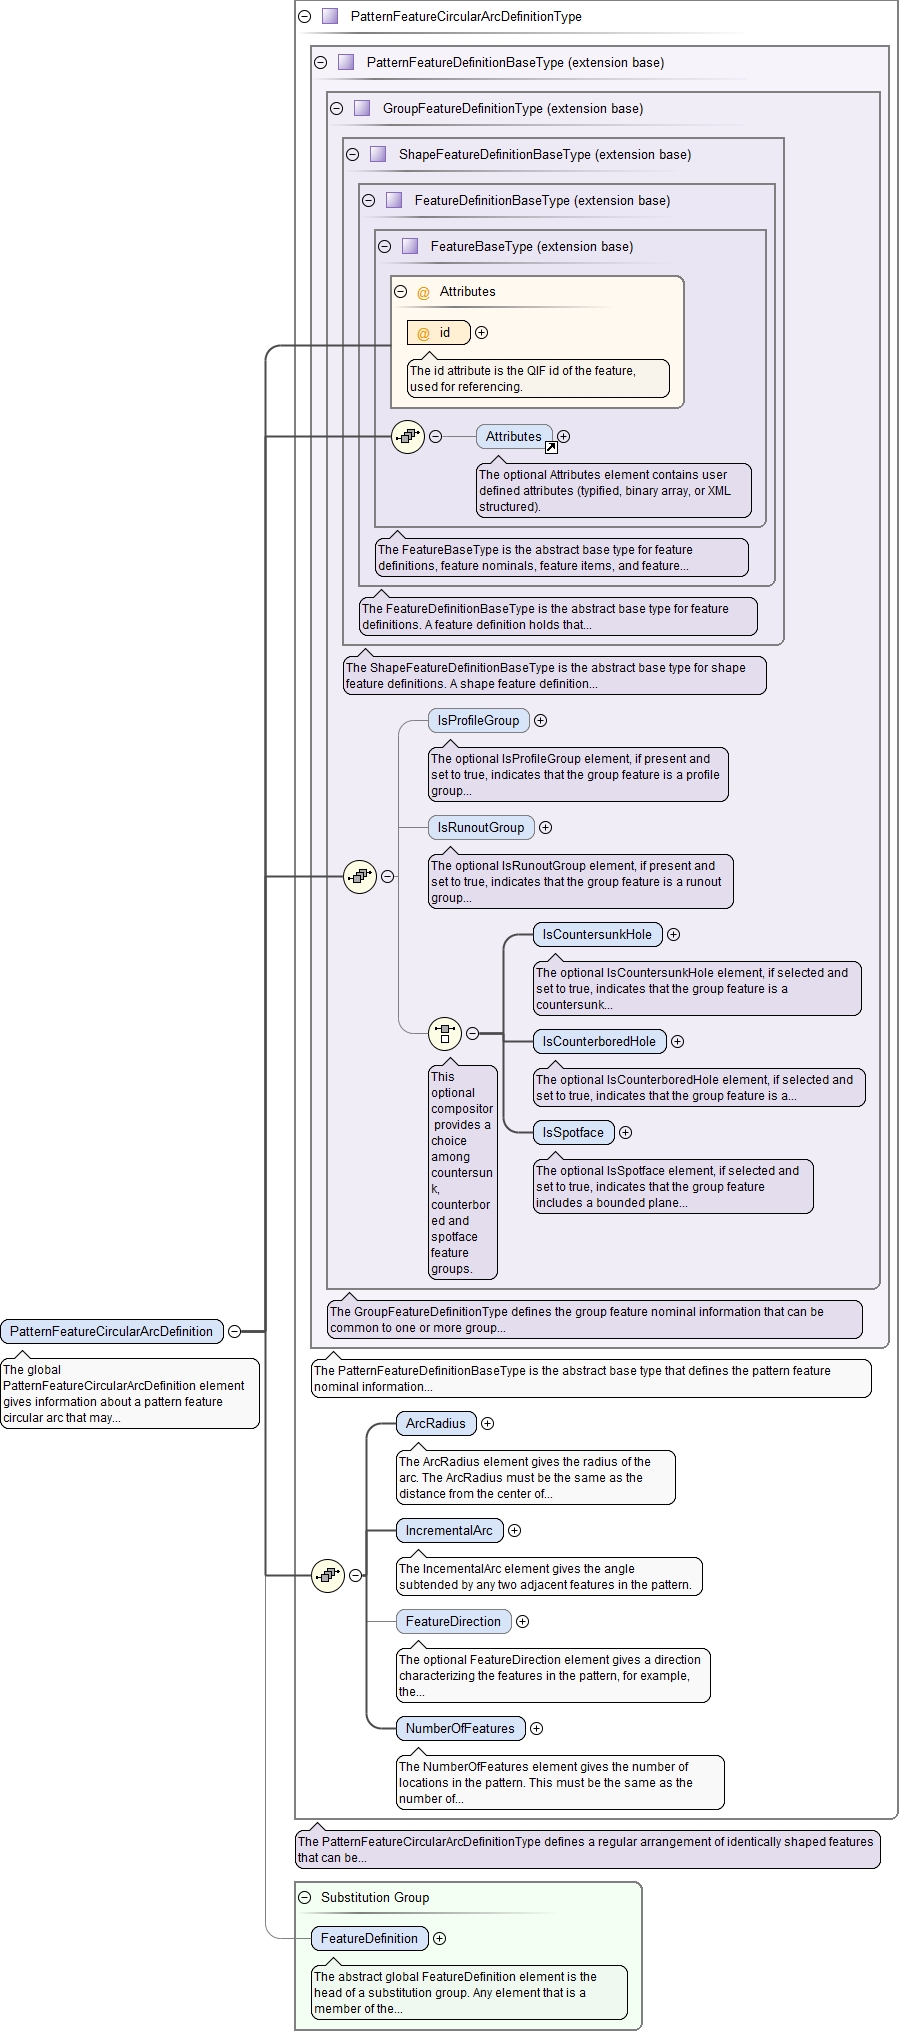 PatternFeatureCircularArcDefinitionType
PatternFeatureDefinitionBaseType (extension base)
GroupFeatureDefinitionType (extension base)
ShapeFeatureDefinitionBaseType (extension base)
FeatureDefinitionBaseType (extension base)
FeatureBaseType (extension base)
@ Attributes
@ id
The id attribute is the QIF id of the feature,
used for referencing.
Attributes
The optional Attributes element contains user
defined attributes (typified, binary array, or XML
structured).
The FeatureBaseType is the abstract base type for feature
definitions, feature nominals, feature items, and feature...
The FeatureDefinitionBaseType is the abstract base type for feature
definitions. A feature definition holds that...
The ShapeFeatureDefinitionBaseType is the abstract base type for shape
feature definitions. A shape feature definition...
IsProfileGroup
The optional IsProfileGroup element, if present and
set to true, indicates that the group feature is a profile
group...
IsRunoutGroup
The optional IsRunoutGroup element, if present and
set to true, indicates that the group feature is a runout
group...
IsCountersunkHole
The optional IsCountersunkHole element, if selected and
set to true, indicates that the group feature is a
countersunk...
IsCounterboredHole
The optional IsCounterboredHole element, if selected and
set to true, indicates that the group feature is a...
IsSpotface
The optional IsSpotface element, if selected and
set to true, indicates that the group feature
includes a bounded plane...
This
optional
compositor
provides a
choice
among
countersun
k,
counterbor
ed and
spotface
feature
groups.
The GroupFeatureDefinitionType defines the group feature nominal information that can be
common to one or more group...
PatternFeatureCircularArcDefinition
The global
PatternFeatureCircularArcDefinition element
gives information about a pattern feature
circular arc that may...
The PatternFeatureDefinitionBaseType is the abstract base type that defines the pattern feature
nominal information...
ArcRadius
The ArcRadius element gives the radius of the
arc. The ArcRadius must be the same as the
distance from the center of...
IncrementalArc
The IncementalArc element gives the angle
subtended by any two adjacent features in the pattern.
FeatureDirection
The optional FeatureDirection element gives a direction
characterizing the features in the pattern, for example,
the...
NumberOfFeatures
The NumberOfFeatures element gives the number of
locations in the pattern. This must be the same as the
number of...
The PatternFeatureCircularArcDefinitionType defines a regular arrangement of identically shaped features
that can be...
Substitution Group
FeatureDefinition
The abstract global FeatureDefinition element is the
head of a substitution group. Any element that is a
member of the...